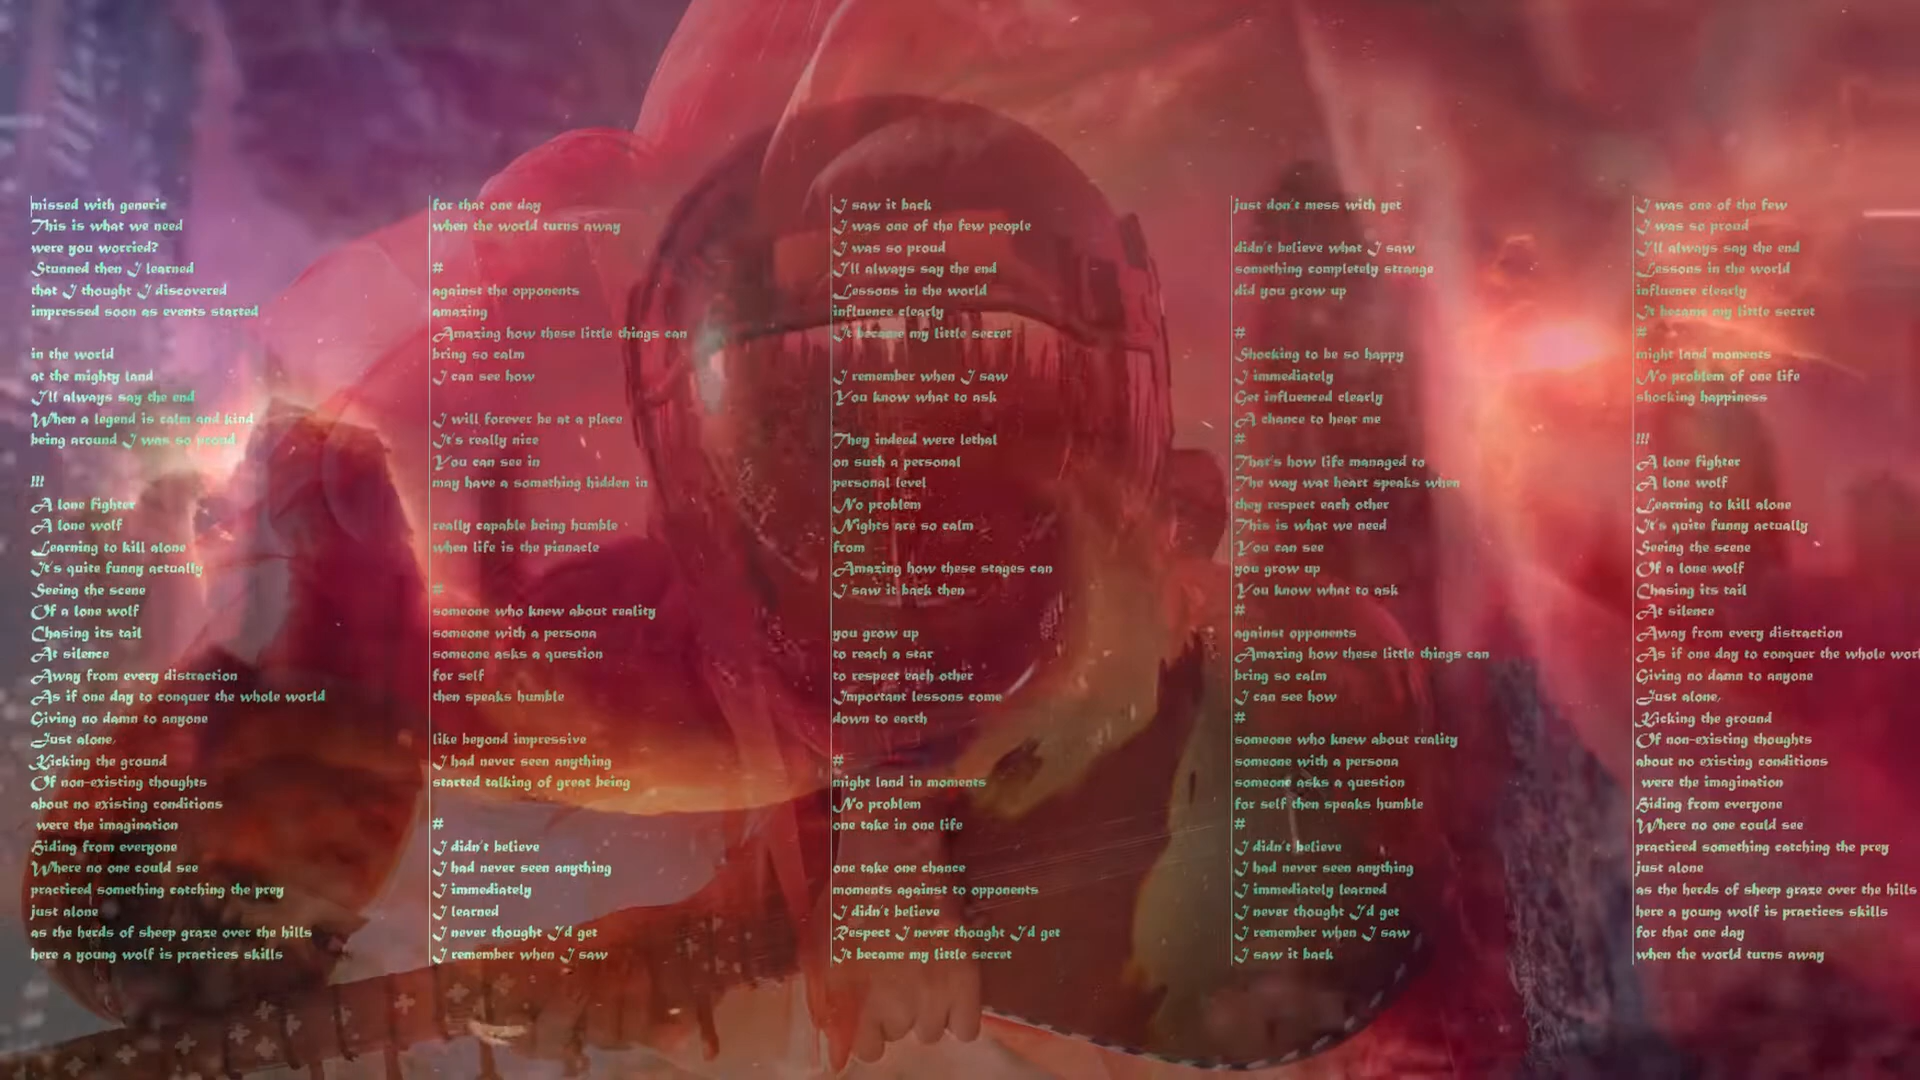 missed with generic
This is what we need
were you worried?
Stunned then I learned
that I thought I discovered
impressed soon as events started
in the world
at the mighty land
I'll always say the end
When a legend is calm and kind
being around I was so proud
!!!
A lone fighter
A lone wolf
Learning to kill alone
It's quite funny actually
Seeing the scene
Of a lone wolf
Chasing its tail
At silence
Away from every distraction
As if one day to conquer the whole world
Giving no damn to anyone
Just alone,
Kicking the ground
Of non-existing thoughts
about no existing conditions
were the imagination
Hiding from everyone
Where no one could see
practiced something catching the prey
just alone
as the herds of sheep graze over the hills
here a young wolf is practices skills
for that one day
when the world turns away
#
against the opponents
amazing
Amazing how these little things can
bring so calm
I can see how
I will forever be at a place
It's really nice
You can see in
may have a something hidden in
really capable being humble
when life is the pinnacle
#
someone who knew about reality
someone with a persona
someone asks a question
for self
then speaks humble
like beyond impressive
I had never seen anything
started talking of great being
#
I didn't believe
I had never seen anything
I immediately
I learned
I never thought I'd get
I remember when I saw
I saw it back
I was one of the few people
I was so proud
I'll always say the end
Lessons in the world
influence clearly
It became my little secret
I remember when I saw
You know what to ask
They indeed were lethal
on such a personal
personal level
No problem
Nights are so calm
from
Amazing how these stages can
I saw it back then
you grow up
to reach a star
to respect each other
Important lessons come
down to earth
#
might land in moments
No problem
one take in one life
one take one chance
moments against to opponents
I didn't believe
Respect I never thought I'd get
It became my little secret
just don't mess with yet
didn't believe what I saw
something completely strange
did you grow up
#
Shocking to be so happy
I immediately
Get influenced clearly
A chance to hear me
#
That's how life managed to
The way wat heart speaks when
they respect each other
This is what we need
You can see
you grow up
You know what to ask
#
against opponents
Amazing how these little things can
bring so calm
I can see how
#
someone who knew about reality
someone with a persona
someone asks a question
for self then speaks humble
#
I didn't believe
I had never seen anything
I immediately learned
I never thought I'd get
I remember when I saw
I saw it back
I was one of the few
I was so proud
I'll always say the end
Lessons in the world
influence clearly
It became my little secret
#
might land moments
No problem of one life
shocking happiness
!!!
A lone fighter
A lone wolf
Learning to kill alone
It's quite funny actually
Seeing the scene
Of a lone wolf
Chasing its tail
At silence
Away from every distraction
As if one day to conquer the whole
Giving no damn to anyone
Just alone,
Kicking the ground
Of non-existing thoughts
about no existing conditions
were the imagination
Hiding from everyone
Where no one could see
practiced something catching the prey
just alone
as the herds of sheep graze over the hills
here a young wolf is practices skills
for that one day
when the world turns away